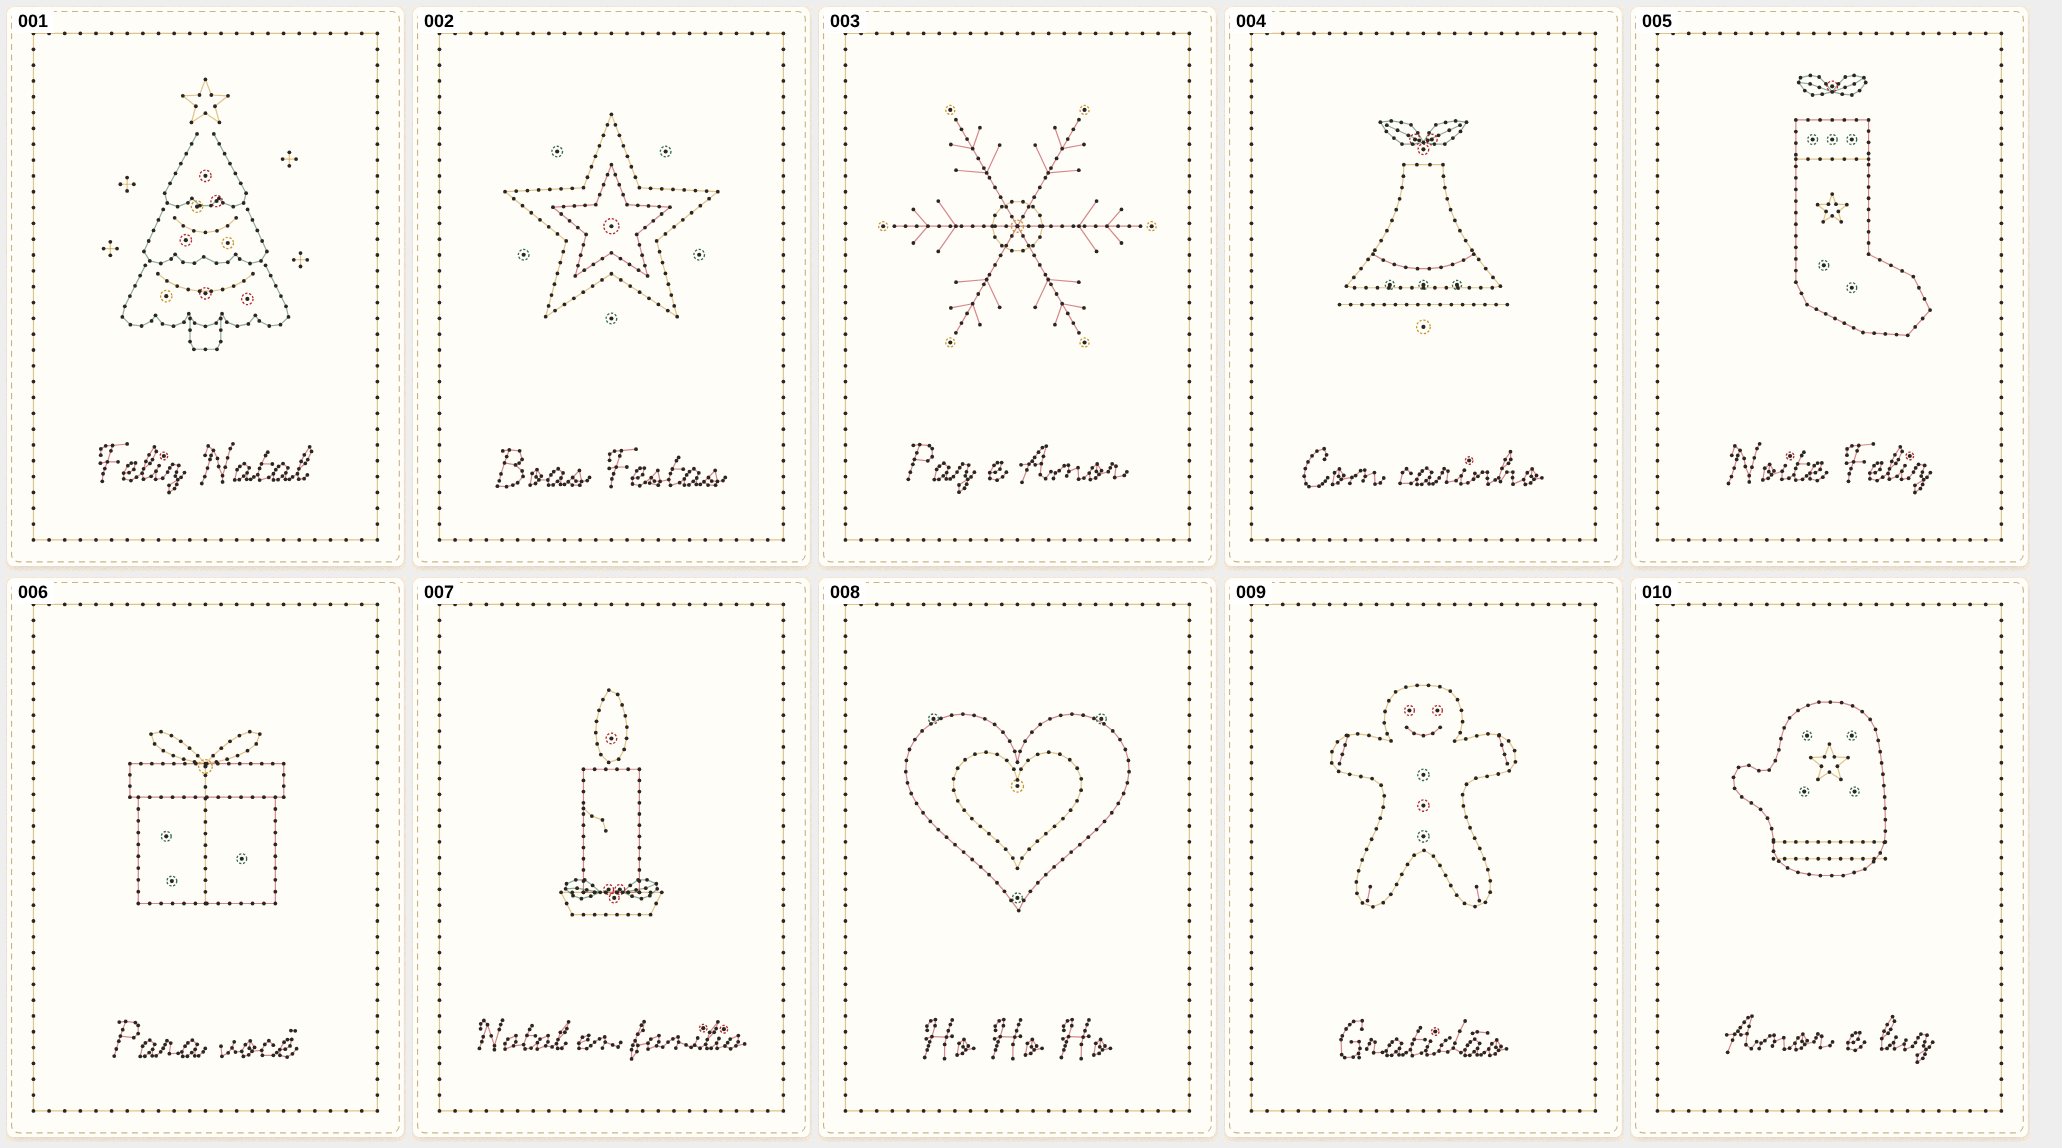 001
Feliz Natal
002
Boas Festas
003
Paz e Amor
004
Com carinho
005
Noite Feliz
006
Para você
007
Natal em família
008
Ho Ho Ho
009
Gratidão
010
Amor e luz